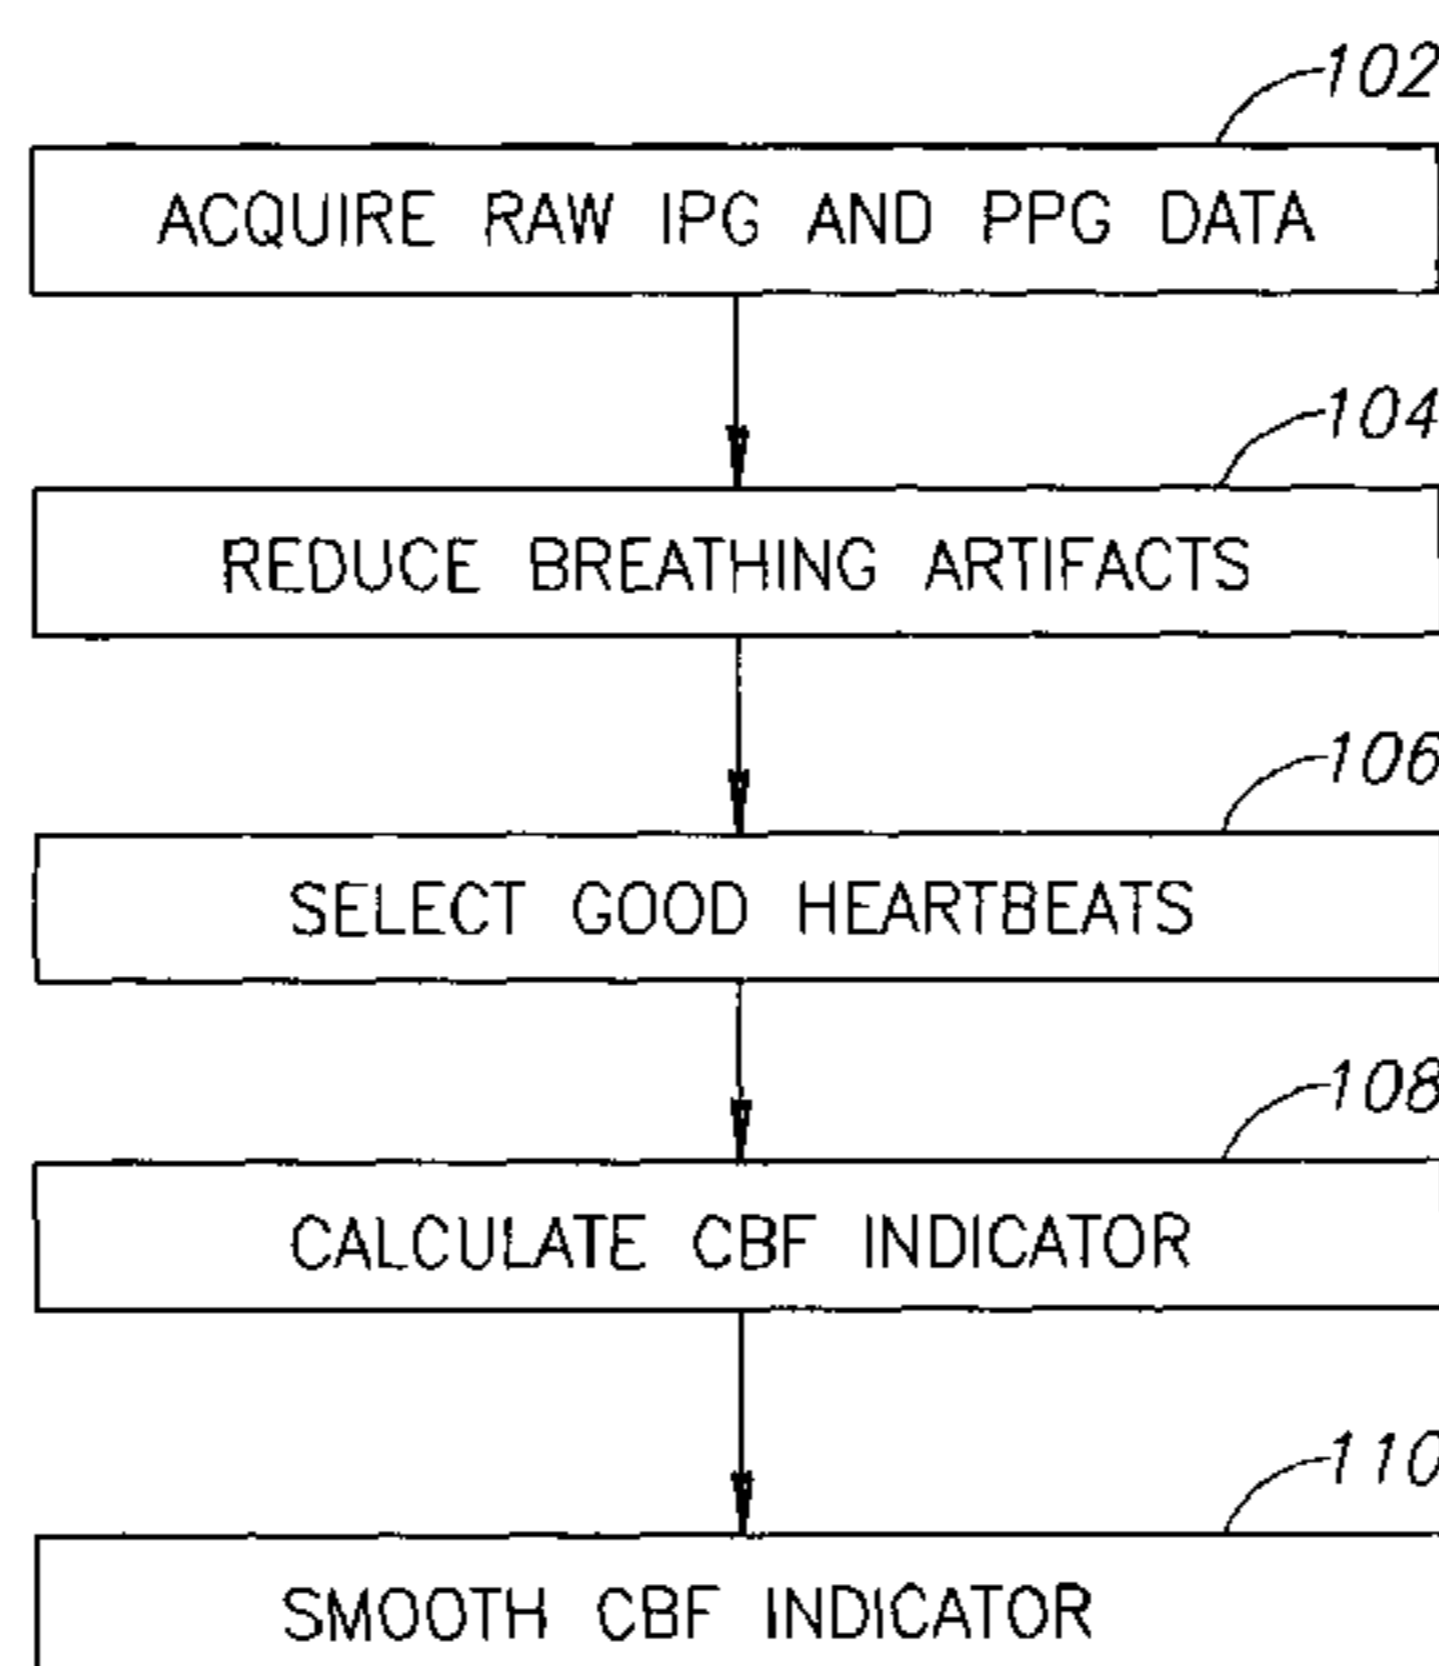 102
ACQUIRE RAW IPG AND PPG DATA
104
REDUCE BREATHING ARTIFACTS
106
SELECT GOOD HEARTBEATS
108
CALCULATE CBF INDICATOR
110
SMOOTH CBF INDICATOR